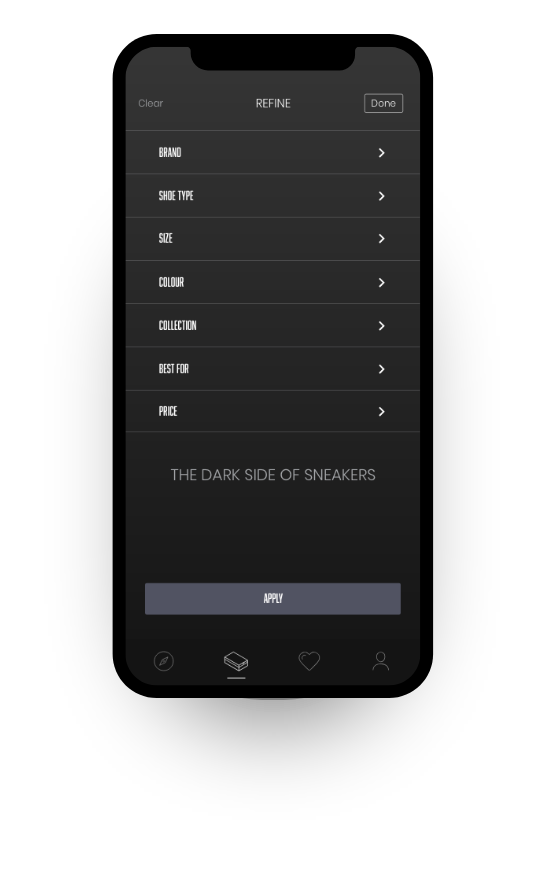 Clear REFINE Done
BRAND
SHOE TYPE
SIZE
COLOUR
COLLECTION
BEST FOR
PRICE
THE DARK SIDE OF SNEAKERS
APPLY